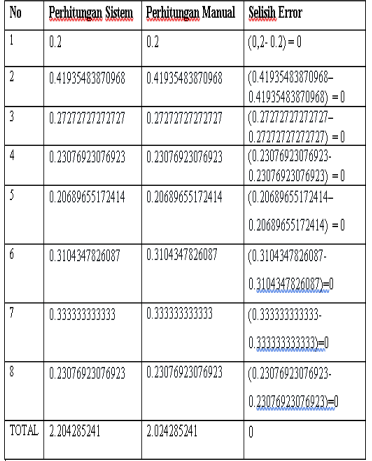 No Perhitungan Sistem Perhitungan Manual Selisih Error
1 0.2 0.2 (0,2- 0.2) = 0
2 0.41935483870968 0.41935483870968 (0.41935483870968–
0.41935483870968) = 0
3 0.27272727272727 0.27272727272727 (0.27272727272727–
0.27272727272727) = 0
4 0.23076923076923 0.23076923076923 (0.23076923076923-
0.23076923076923) = 0
5 0.20689655172414 0.20689655172414 (0.20689655172414–
0.20689655172414) = 0
6 0.3104347826087 0.3104347826087 (0.3104347826087-
0.3104347826087)=0
7 0.333333333333 0.333333333333 (0.333333333333-
0.333333333333)=0
8 0.23076923076923 0.23076923076923 (0.23076923076923-
0.23076923076923)=0
TOTAL 2.204285241 2.024285241 0